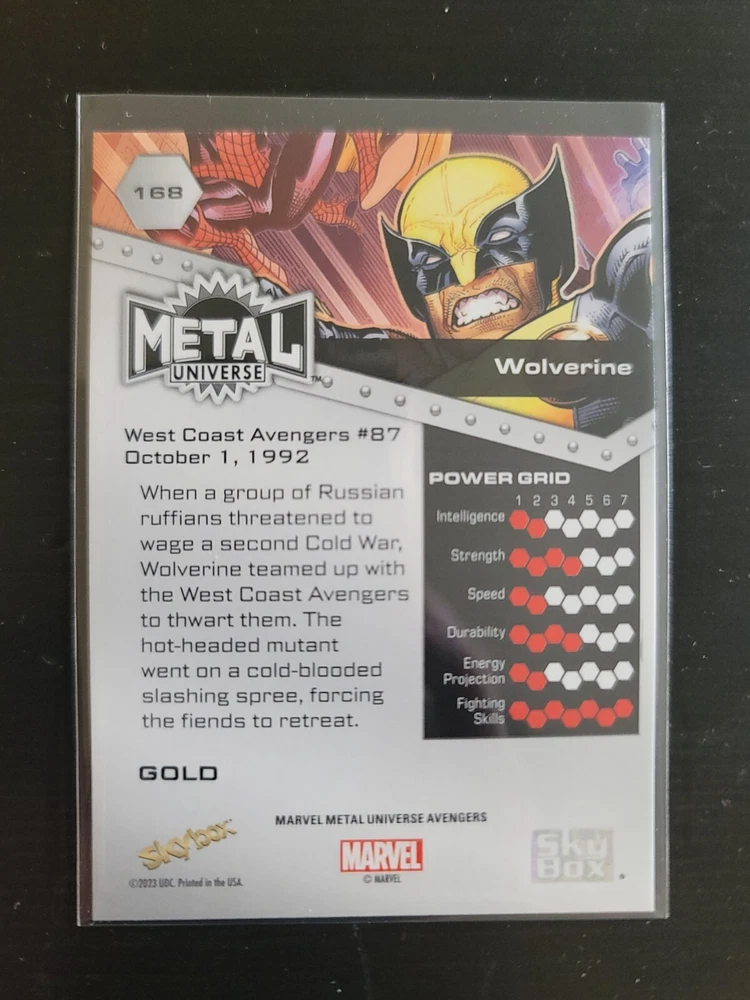 168
METAL
UNIVERSE™
Wolverine
West Coast Avengers #87
October 1, 1992
When a group of Russian
ruffians threatened to
wage a second Cold War,
Wolverine teamed up with
the West Coast Avengers
to thwart them. The
hot-headed mutant
went on a cold-blooded
slashing spree, forcing
the fiends to retreat.
POWER GRID
1 2 3 4 5 6 7
Intelligence
Strength
Speed
Durability
Energy
Projection
Fighting
Skills
GOLD
MARVEL METAL UNIVERSE AVENGERS
skybox
MARVEL
© MARVEL
Sky
Box
©2023 UDC. Printed in the USA.